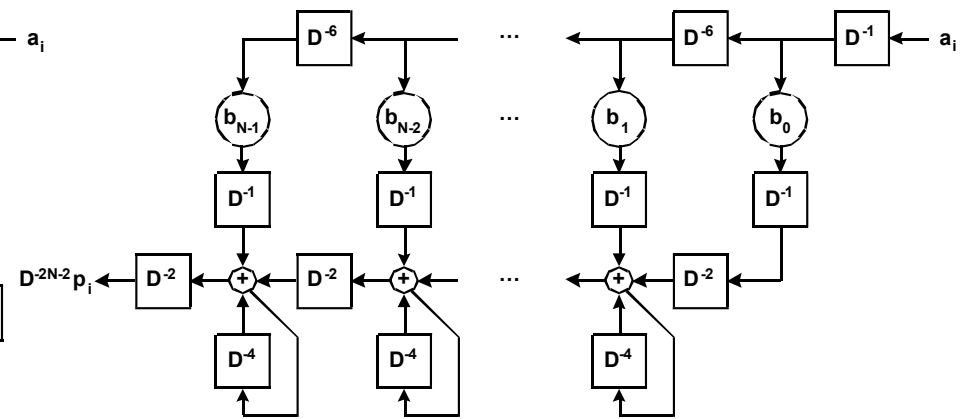 a_i D^-6 ... D^-6 D^-1 a_i
b_N-1 b_N-2 ... b_1 b_0
D^-1 D^-1 D^-1 D^-1
D^-2N-2 p_i D^-2 + D^-2 + ... + D^-2
D^-4 D^-4 D^-4